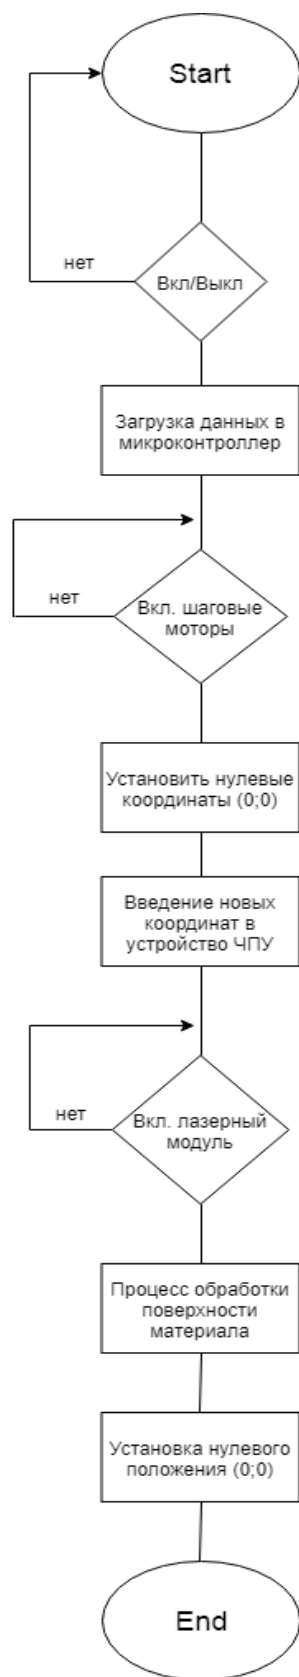 Start
нет
Вкл/Выкл
Загрузка данных в
микроконтроллер
нет
Вкл. шаговые
моторы
Установить нулевые
координаты (0;0)
Введение новых
координат в
устройство ЧПУ
нет
Вкл. лазерный
модуль
Процесс обработки
поверхности
материала
Установка нулевого
положения (0;0)
End